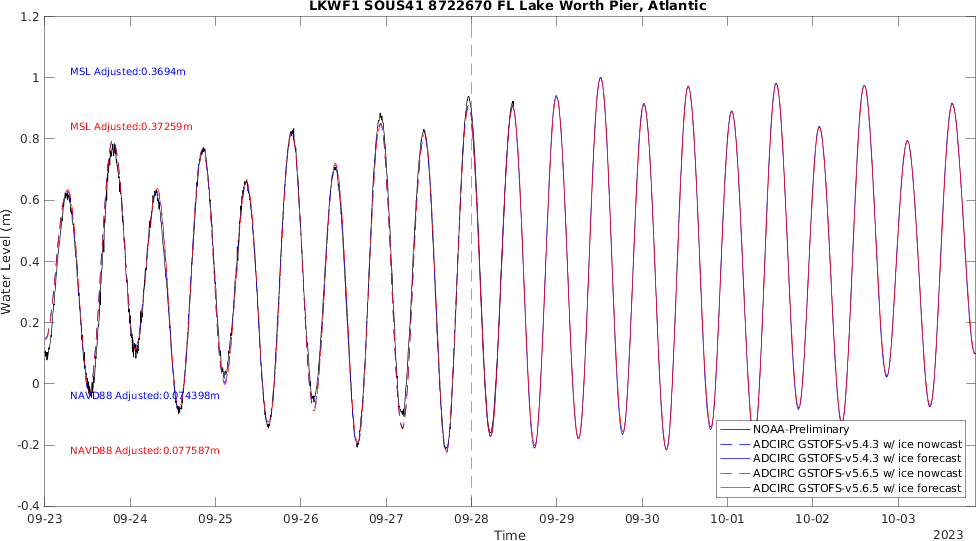 LKWF1 SOUS41 8722670 FL Lake Worth Pier, Atlantic
1.2
1
0.8
0.6
0.4
0.2
0
-0.2
-0.4
Water Level (m)
MSL Adjusted:0.3694m
MSL Adjusted:0.37259m
NAVD88 Adjusted:0.074398m
NAVD88 Adjusted:0.077587m
NOAA-Preliminary
ADCIRC GSTOFS-v5.4.3 w/ ice nowcast
ADCIRC GSTOFS-v5.4.3 w/ ice forecast
ADCIRC GSTOFS-v5.6.5 w/ ice nowcast
ADCIRC GSTOFS-v5.6.5 w/ ice forecast
09-23 09-24 09-25 09-26 09-27 09-28 09-29 09-30 10-01 10-02 10-03
Time
2023